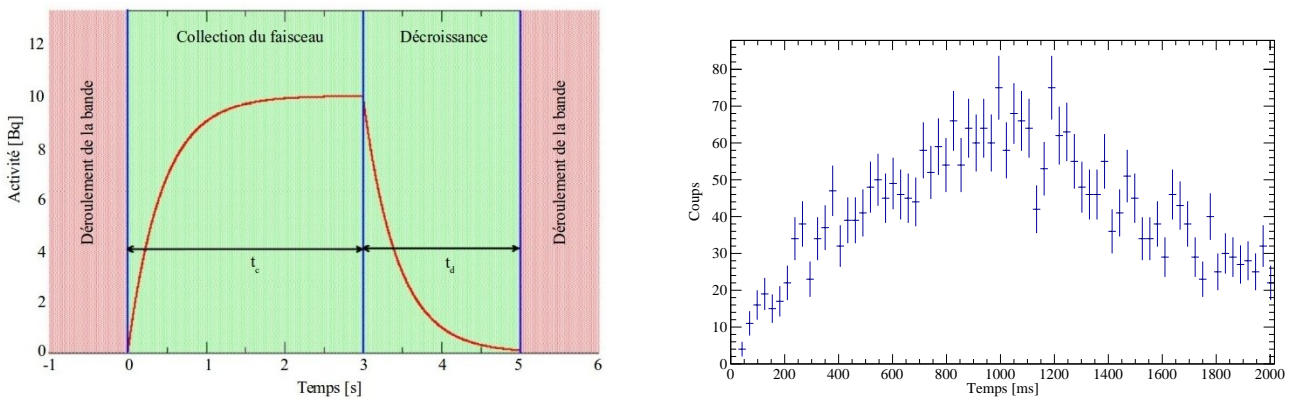 Collection du faisceau
Décroissance
Déroulement de la bande
Déroulement de la bande
Activité [Bq]
12
10
8
6
4
2
0
t_c
t_d
-1 0 1 2 3 4 5 6
Temps [s]
Coups
80
70
60
50
40
30
20
10
0
0 200 400 600 800 1000 1200 1400 1600 1800 2000
Temps [ms]